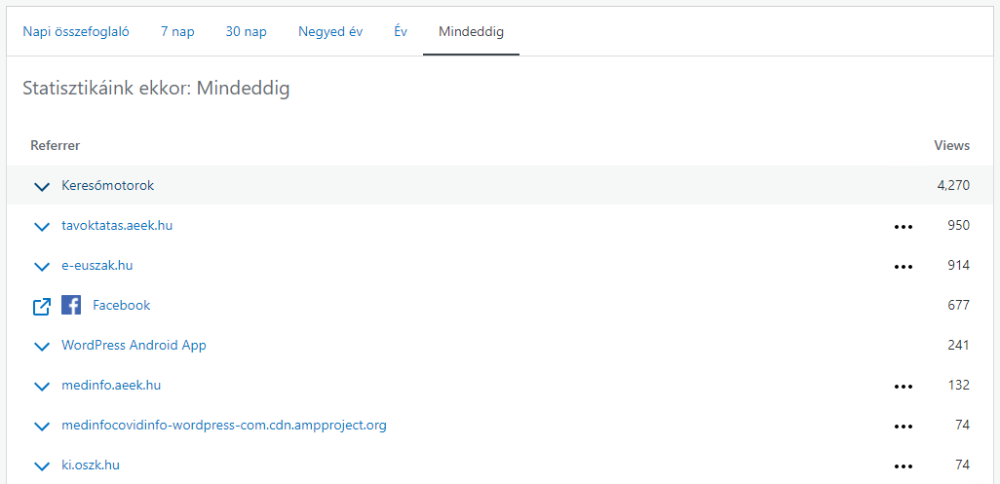 Napi összefoglaló 7 nap 30 nap Negyed év Év Mindeddig
Statisztikáink ekkor: Mindeddig
Referrer Views
Keresőmotorok 4,270
tavoktatas.aeek.hu ••• 950
e-euszak.hu ••• 914
Facebook 677
WordPress Android App 241
medinfo.aeek.hu ••• 132
medinfocovidinfo-wordpress-com.cdn.ampproject.org ••• 74
ki.oszk.hu ••• 74